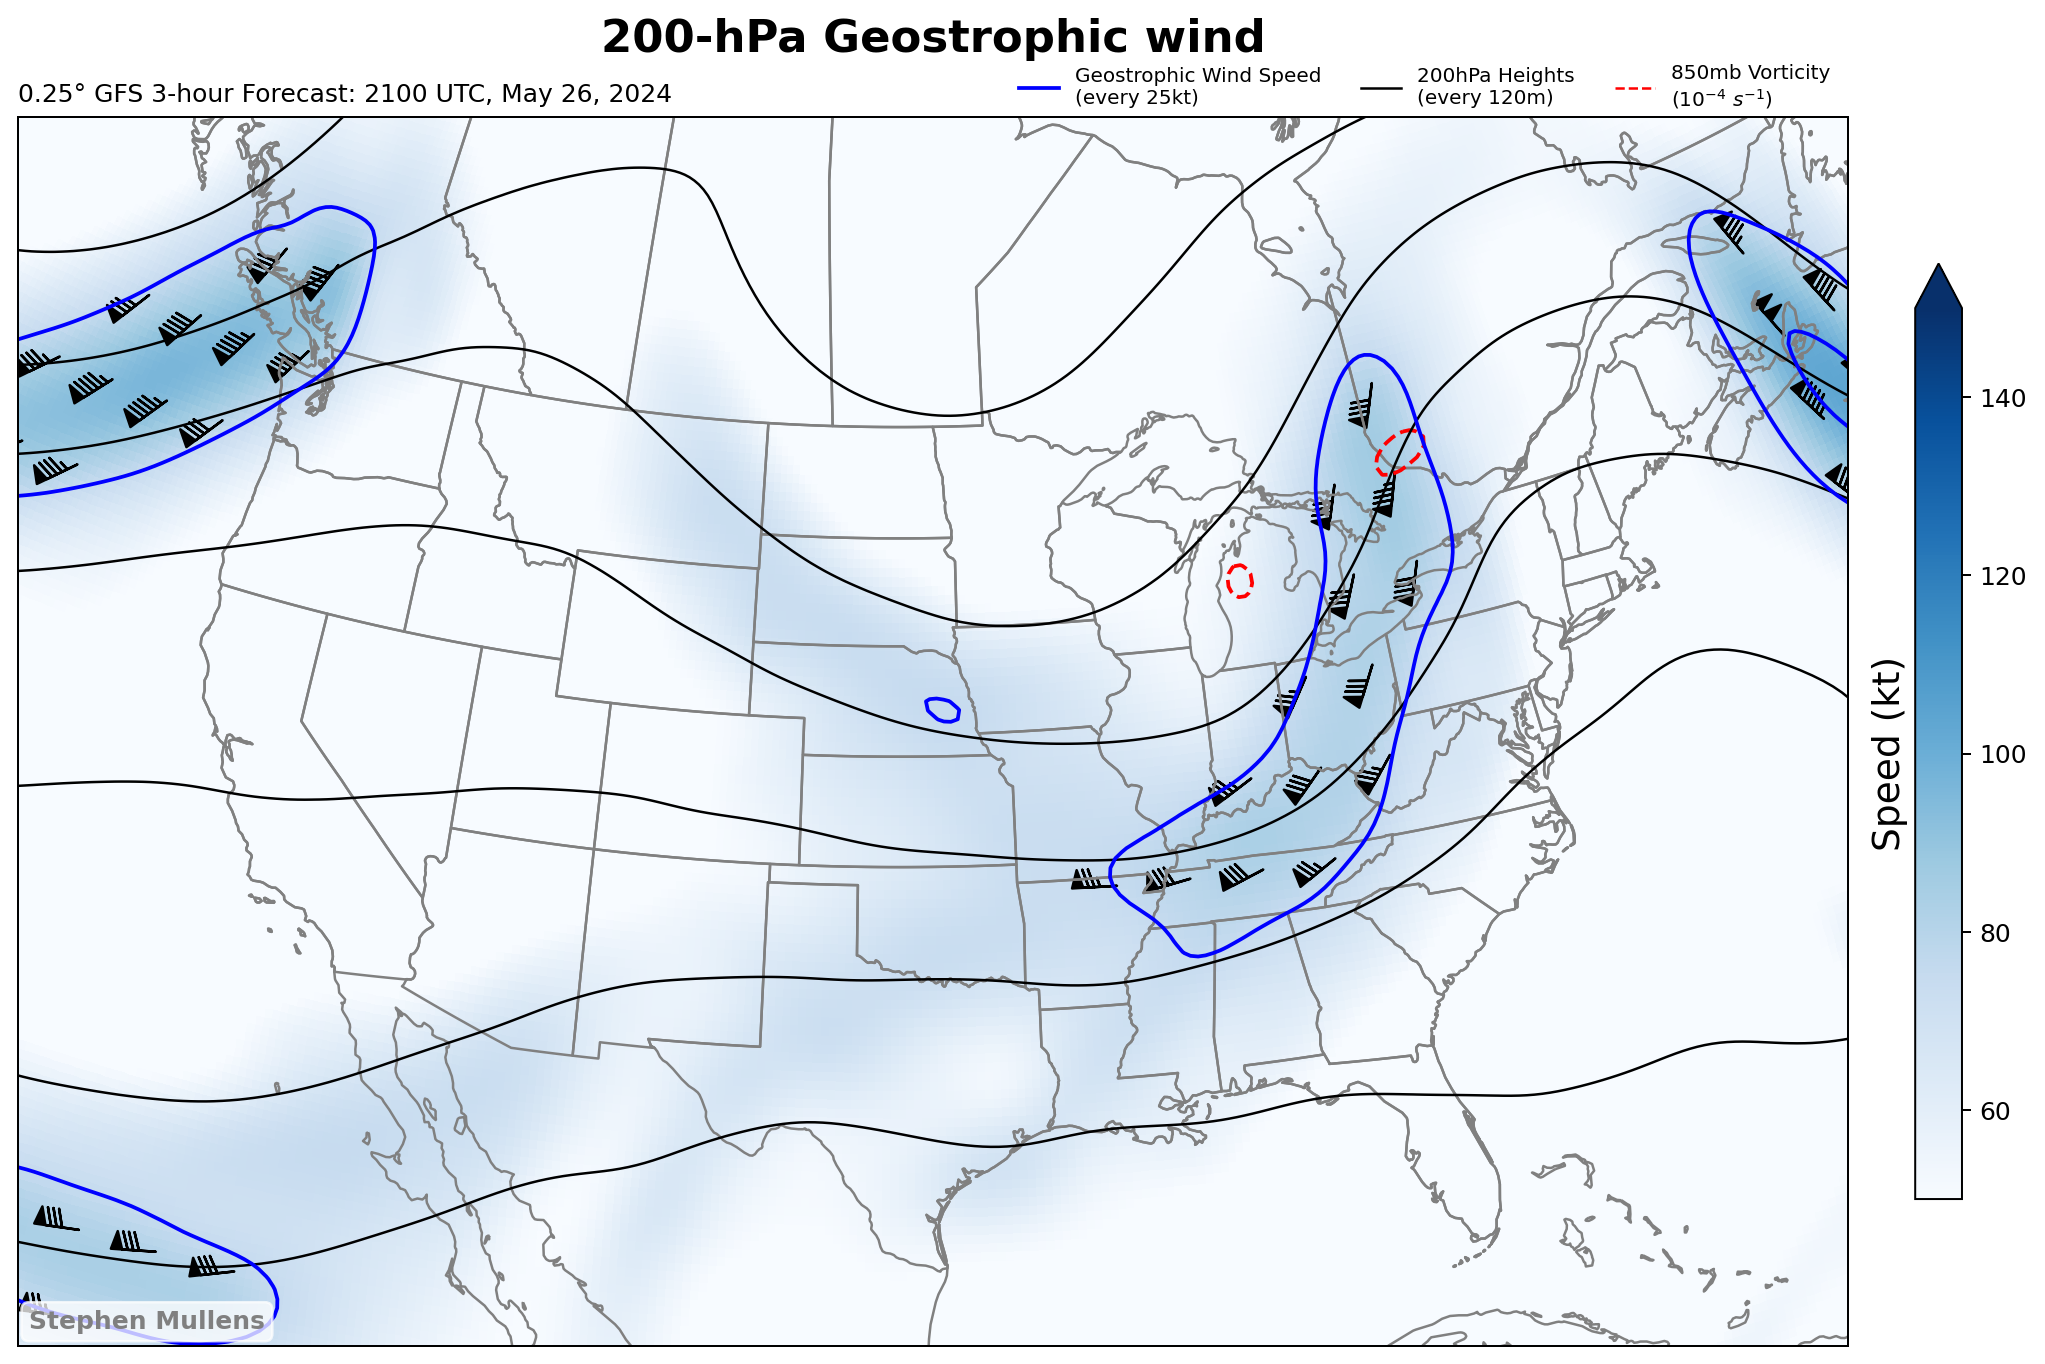 200-hPa Geostrophic wind
0.25° GFS 3-hour Forecast: 2100 UTC, May 26, 2024
Geostrophic Wind Speed
(every 25kt)
200hPa Heights
(every 120m)
850mb Vorticity
(10⁻⁴ s⁻¹)
140
120
100
80
60
Speed (kt)
Stephen Mullens